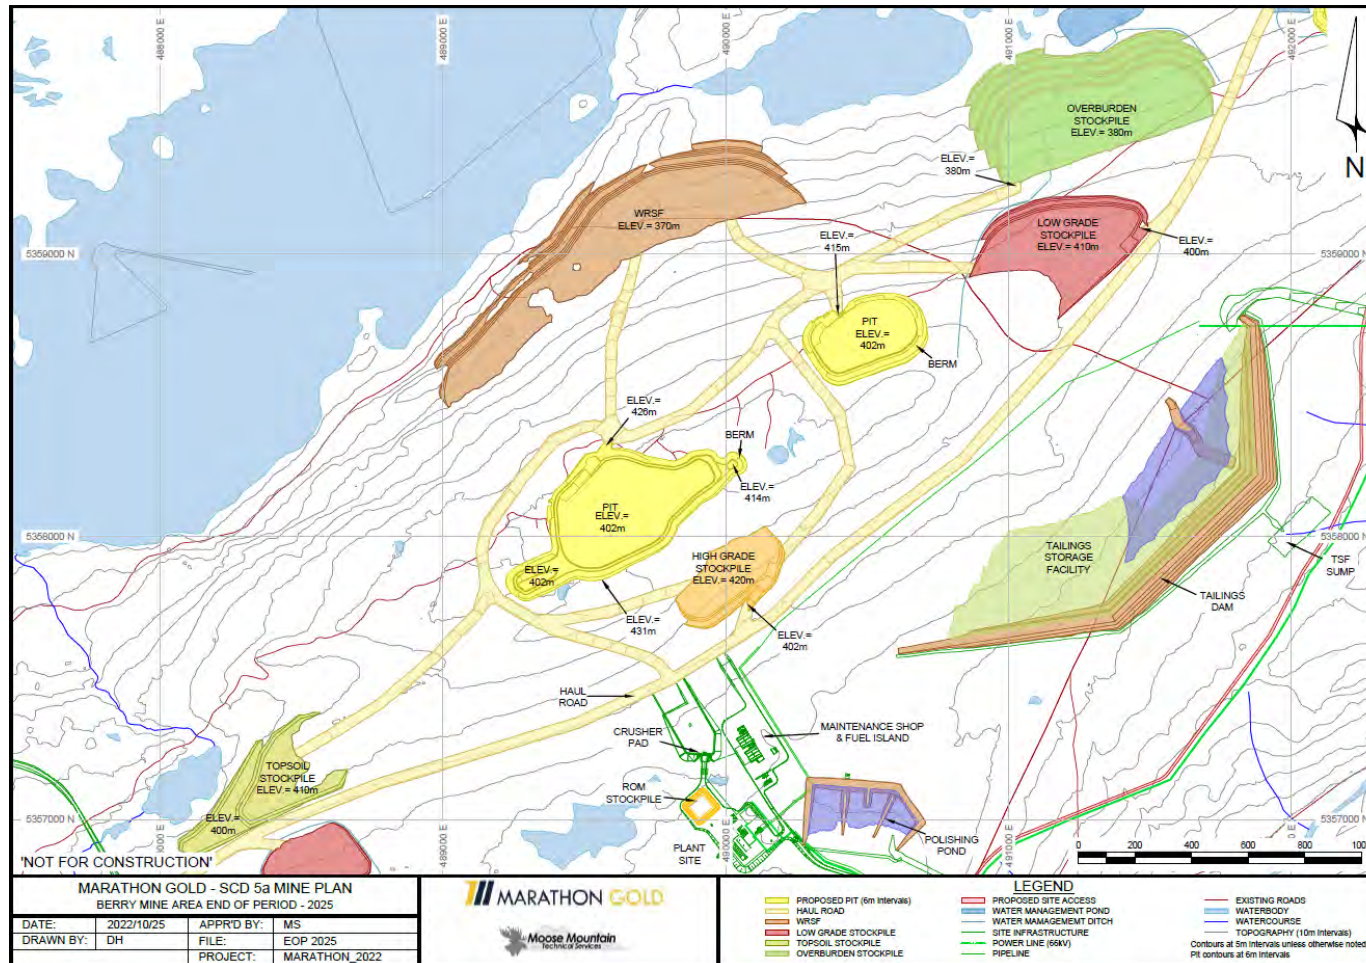 488000 E
489000 E
490000 E
491000 E
492000 E
OVERBURDEN
STOCKPILE
ELEV.= 380m
ELEV.=
380m
N
WRSF
ELEV.= 370m
LOW GRADE
STOCKPILE
ELEV.= 410m
ELEV.=
415m
ELEV.=
400m
5359000 N
5359000 N
PIT
ELEV.=
402m
BERM
ELEV.=
426m
BERM
ELEV.=
414m
PIT
ELEV.=
402m
5358000 N
5358000 N
HIGH GRADE
STOCKPILE
ELEV.= 420m
TAILINGS
STORAGE
FACILITY
TSF
SUMP
ELEV.=
402m
TAILINGS
DAM
ELEV.=
431m
ELEV.=
402m
HAUL
ROAD
CRUSHER
PAD
MAINTENANCE SHOP
& FUEL ISLAND
TOPSOIL
STOCKPILE
ELEV.= 410m
ROM
STOCKPILE
ELEV.=
400m
5357000 N
5357000 N
POLISHING
POND
PLANT
SITE
489000 E
490000 E
491000 E
0 200 400 600 800 1000
'NOT FOR CONSTRUCTION'
MARATHON GOLD - SCD 5a MINE PLAN
BERRY MINE AREA END OF PERIOD - 2025
DATE: 2022/10/25 APPR'D BY: MS
DRAWN BY: DH FILE: EOP 2025
PROJECT: MARATHON_2022
MARATHON GOLD
Moose Mountain
Technical Services
LEGEND
PROPOSED PIT (6m Intervals)
HAUL ROAD
WRSF
LOW GRADE STOCKPILE
TOPSOIL STOCKPILE
OVERBURDEN STOCKPILE
PROPOSED SITE ACCESS
WATER MANAGEMENT POND
WATER MANAGEMENT DITCH
SITE INFRASTRUCTURE
POWER LINE (66kV)
PIPELINE
EXISTING ROADS
WATERBODY
WATERCOURSE
TOPOGRAPHY (10m Intervals)
Contours at 5m Intervals unless otherwise noted
Pit contours at 6m Intervals